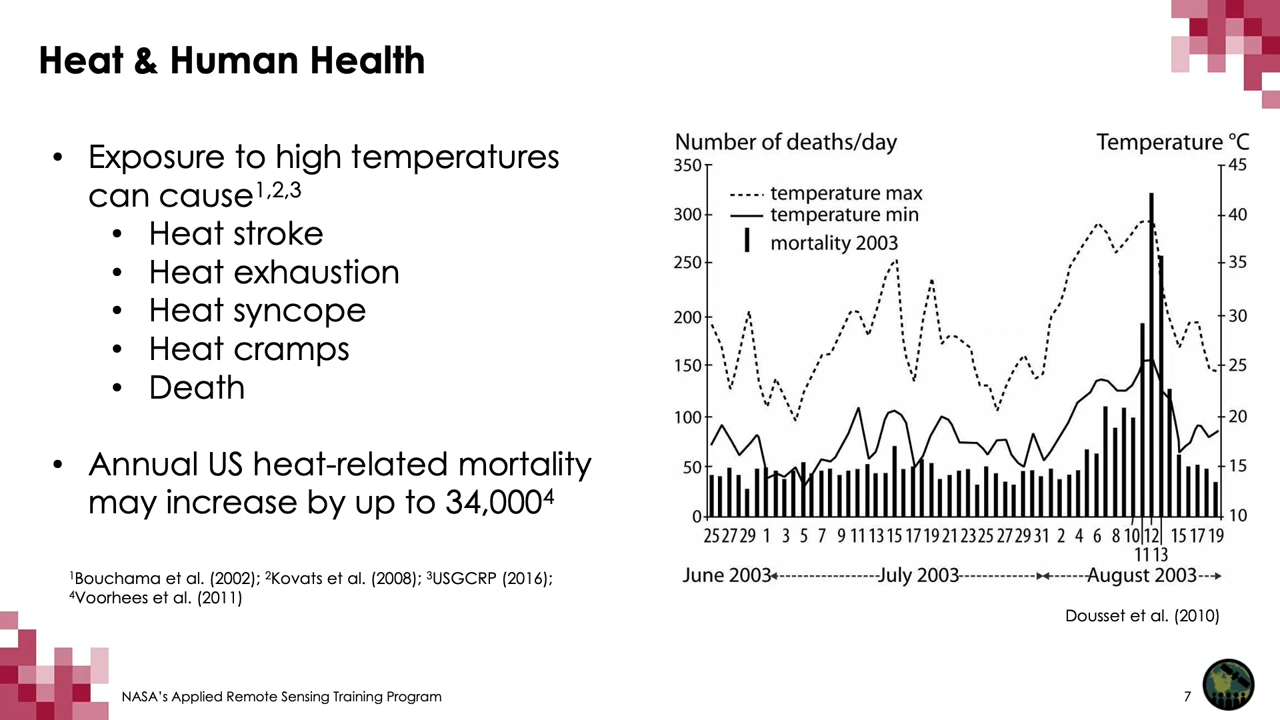 Heat & Human Health
• Exposure to high temperatures
can cause1,2,3
• Heat stroke
• Heat exhaustion
• Heat syncope
• Heat cramps
• Death
• Annual US heat-related mortality
may increase by up to 34,0004
1Bouchama et al. (2002); 2Kovats et al. (2008); 3USGCRP (2016);
4Voorhees et al. (2011)
Number of deaths/day
Temperature °C
350
300
250
200
150
100
50
0
temperature max
temperature min
mortality 2003
45
40
35
30
25
20
15
10
25 27 29 1 3 5 7 9 11 13 15 17 19 21 23 25 27 29 31 2 4 6 8 10 12 15 17 19
11 13
June 2003 July 2003 August 2003
Dousset et al. (2010)
NASA's Applied Remote Sensing Training Program
7